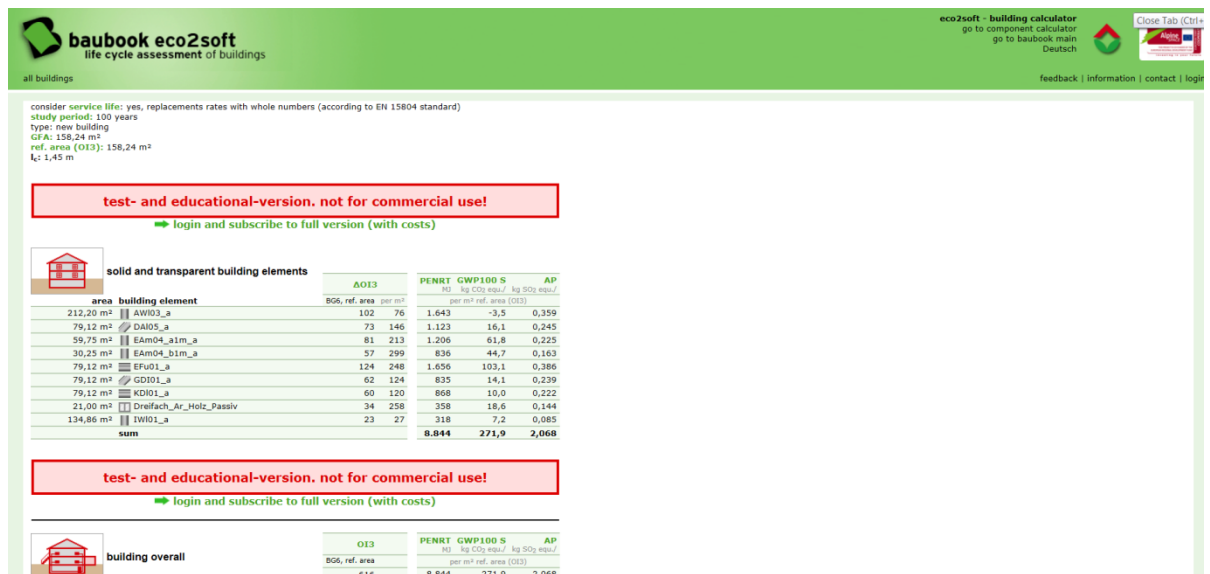 eco2soft - building calculator
go to component calculator
go to baubook main
Deutsch
Close Tab (Ctrl+
Alpine
baubook eco2soft
life cycle assessment of buildings
all buildings
feedback | information | contact | login
consider service life: yes, replacements rates with whole numbers (according to EN 15804 standard)
study period: 100 years
type: new building
GFA: 158,24 m²
ref. area (OI3): 158,24 m²
lc: 1,45 m
test- and educational-version. not for commercial use!
login and subscribe to full version (with costs)
solid and transparent building elements
ΔOI3 PENRT GWP100 S AP
MJ kg CO2 equ./ kg SO2 equ./
area building element BG6, ref. area per m² per m² ref. area (OI3)
212,20 m² AWl03_a 102 76 1.643 -3,5 0,359
79,12 m² DAl05_a 73 146 1.123 16,1 0,245
59,75 m² EAm04_a1m_a 81 213 1.206 61,8 0,225
30,25 m² EAm04_b1m_a 57 299 836 44,7 0,163
79,12 m² EFu01_a 124 248 1.656 103,1 0,386
79,12 m² GDl01_a 62 124 835 14,1 0,239
79,12 m² KDl01_a 60 120 868 10,0 0,222
21,00 m² Dreifach_Ar_Holz_Passiv 34 258 358 18,6 0,144
134,86 m² IWl01_a 23 27 318 7,2 0,085
sum 8.844 271,9 2,068
test- and educational-version. not for commercial use!
login and subscribe to full version (with costs)
building overall
OI3 PENRT GWP100 S AP
MJ kg CO2 equ./ kg SO2 equ./
BG6, ref. area per m² ref. area (OI3)
616 8.844 271,9 2,068